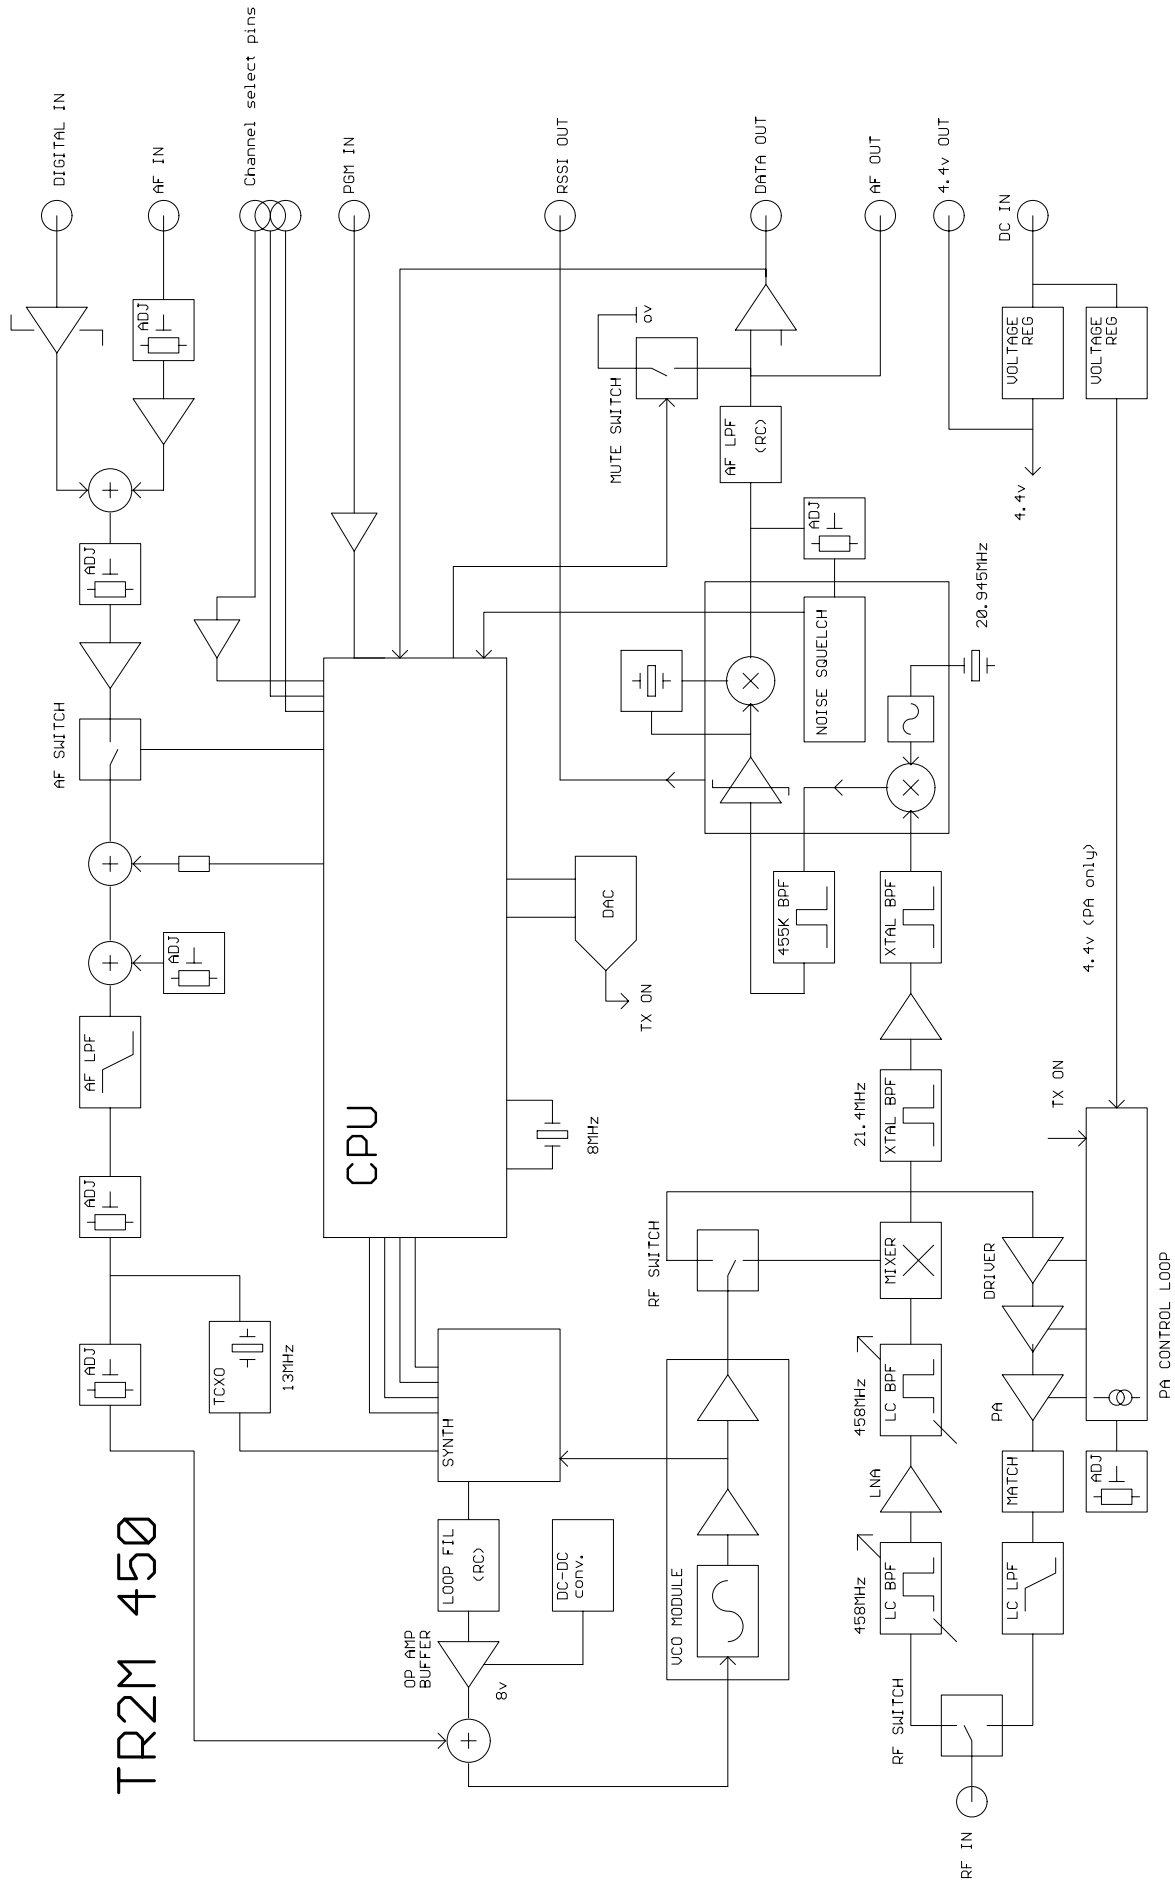 TR2M 450
DIGITAL IN
AF IN
Channel select pins
PGM IN
RSSI OUT
DATA OUT
AF OUT
4.4v OUT
DC IN
ADJ
ADJ
AF SWITCH
ADJ
AF LPF
ADJ
ADJ
TCXO
13MHz
CPU
8MHz
DAC
TX ON
SYNTH
LOOP FIL
(RC)
DC-DC
conv.
OP AMP
BUFFER
8v
VCO MODULE
RF SWITCH
MUTE SWITCH
0V
AF LPF
(RC)
ADJ
NOISE SQUELCH
20.945MHz
455K BPF
XTAL BPF
21.4MHz
XTAL BPF
MIXER
458MHz
LC BPF
LNA
458MHz
LC BPF
RF SWITCH
RF IN
LC LPF
MATCH
PA
DRIVER
ADJ
PA CONTROL LOOP
TX ON
4.4v (PA only)
4.4v
VOLTAGE
REG
VOLTAGE
REG